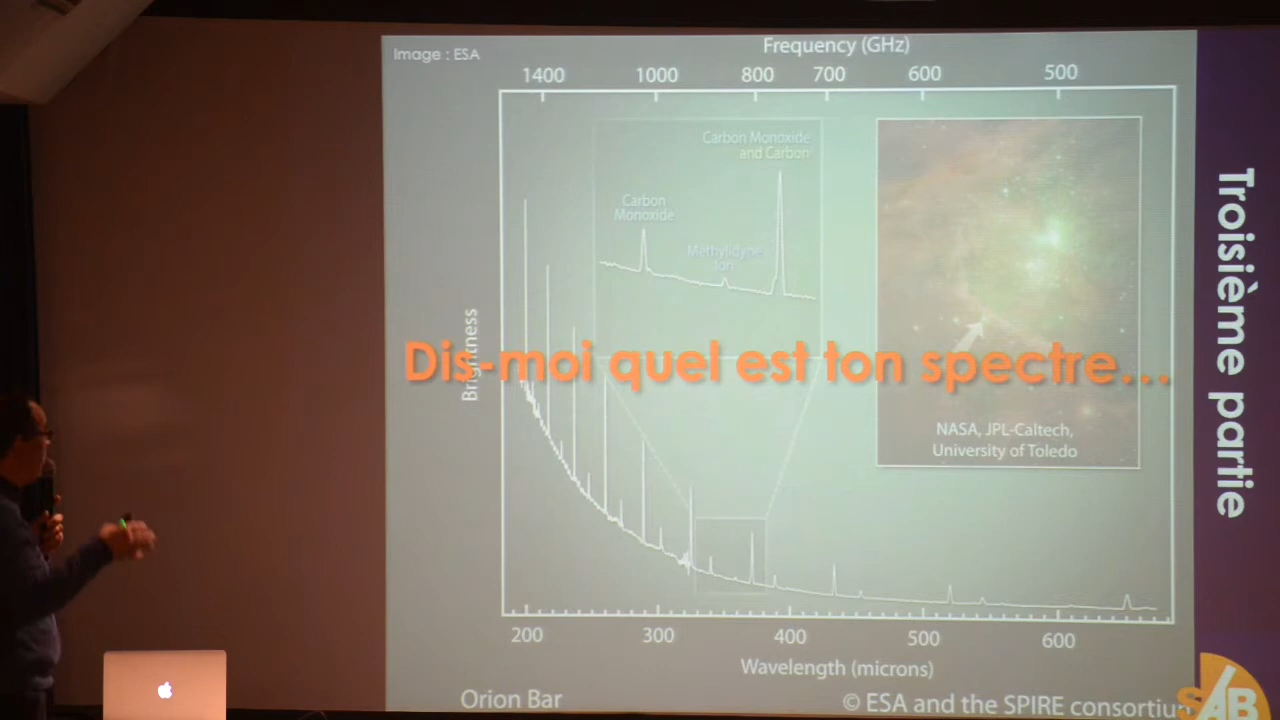 Image : ESA
Frequency (GHz)
1400 1000 800 700 600 500
Carbon Monoxide
and Carbon
Carbon
Monoxide
Methylidyne
ion
Brightness
Dis-moi quel est ton spectre...
NASA, JPL-Caltech,
University of Toledo
200 300 400 500 600
Wavelength (microns)
Orion Bar
© ESA and the SPIRE consortium
Troisième partie
SAB